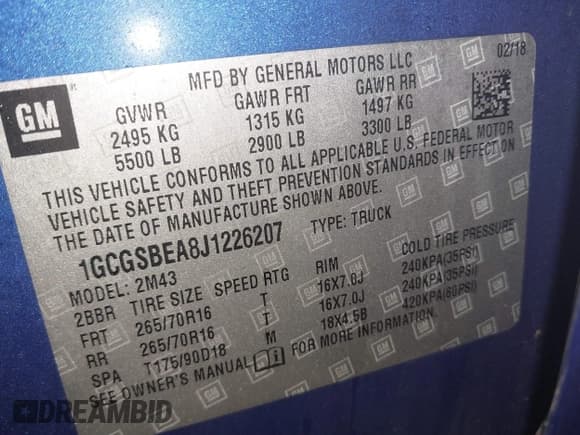 MFD BY GENERAL MOTORS LLC 02/18
GM
GVWR GAWR FRT GAWR RR
2495 KG 1315 KG 1497 KG
5500 LB 2900 LB 3300 LB
THIS VEHICLE CONFORMS TO ALL APPLICABLE U.S. FEDERAL MOTOR
VEHICLE SAFETY AND THEFT PREVENTION STANDARDS IN EFFECT ON
THE DATE OF MANUFACTURE SHOWN ABOVE.
1GCGSBEA8J1226207 TYPE: TRUCK
MODEL: 2M43
2BBR TIRE SIZE SPEED RTG RIM COLD TIRE PRESSURE
FRT 265/70R16 T 16X7.0J 240KPA(35PSI)
RR 265/70R16 T 16X7.0J 240KPA(35PSI)
SPA T175/90D18 M 18X4.5B 420KPA(60PSI)
SEE OWNER'S MANUAL FOR MORE INFORMATION.
DREAMBID